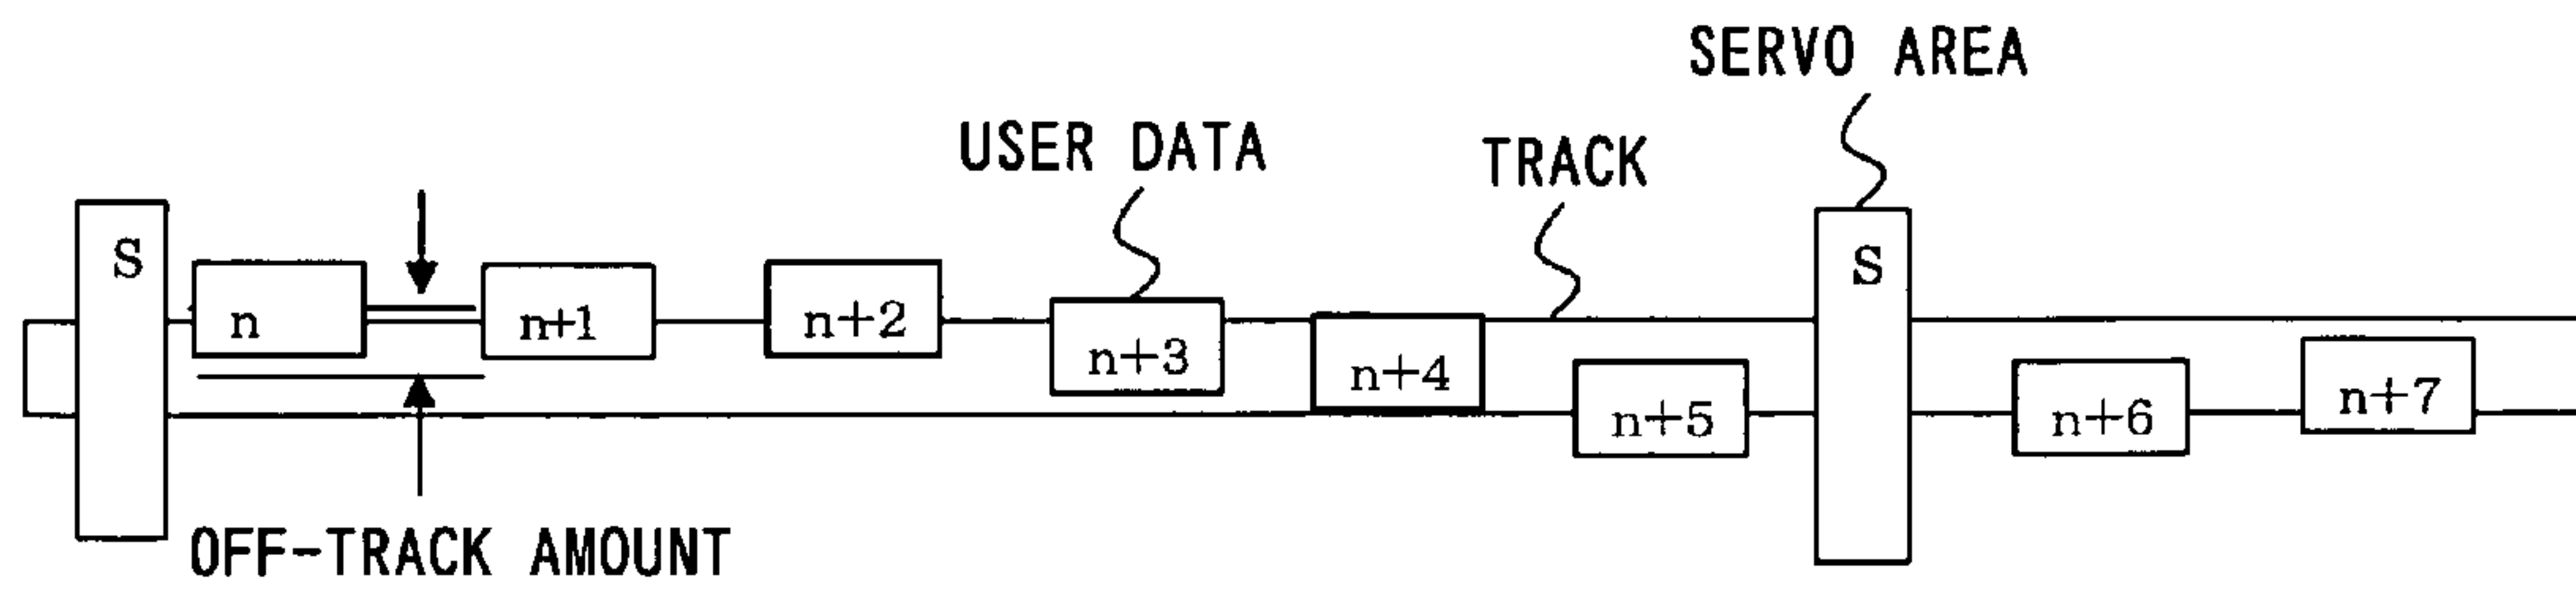 SERVO AREA
USER DATA
TRACK
S
n
n+1
n+2
n+3
n+4
n+5
S
n+6
n+7
OFF-TRACK AMOUNT